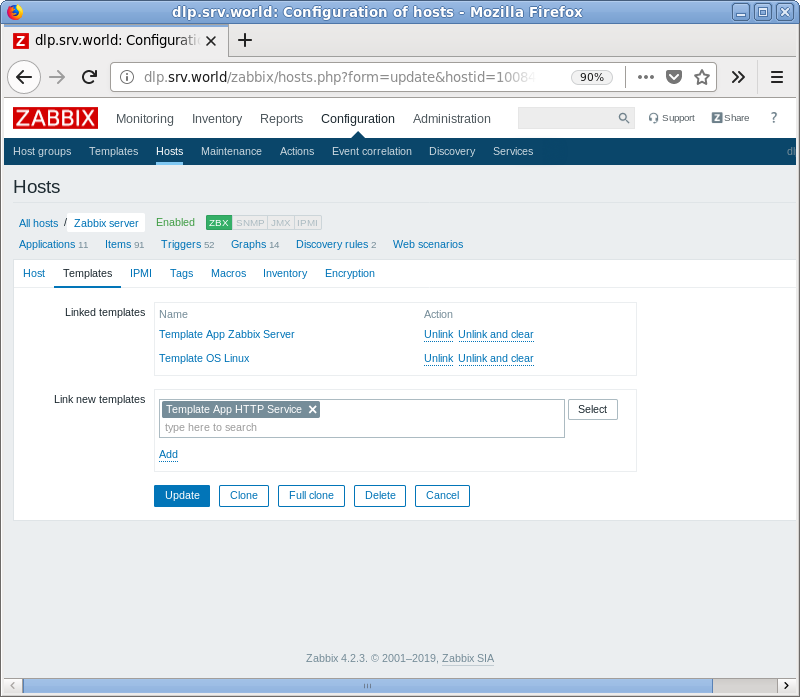 dlp.srv.world: Configuration of hosts - Mozilla Firefox
Z dlp.srv.world: Configurati
dlp.srv.world/zabbix/hosts.php?form=update&hostid=10084 90%
ZABBIX Monitoring Inventory Reports Configuration Administration Support Z Share ?
Host groups Templates Hosts Maintenance Actions Event correlation Discovery Services dl
Hosts
All hosts / Zabbix server Enabled ZBX SNMP JMX IPMI
Applications 11 Items 91 Triggers 52 Graphs 14 Discovery rules 2 Web scenarios
Host Templates IPMI Tags Macros Inventory Encryption
Linked templates Name Action
Template App Zabbix Server Unlink Unlink and clear
Template OS Linux Unlink Unlink and clear
Link new templates Template App HTTP Service Select
type here to search
Add
Update Clone Full clone Delete Cancel
Zabbix 4.2.3. © 2001–2019, Zabbix SIA